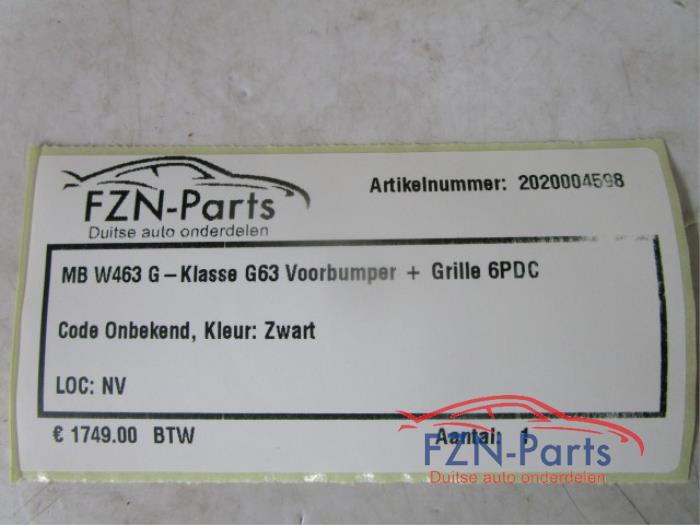 FZN-Parts
Duitse auto onderdelen
Artikelnummer: 2020004598
MB W463 G-Klasse G63 Voorbumper + Grille 6PDC
Code Onbekend, Kleur: Zwart
LOC: NV
€ 1749.00 BTW
Aantal: 1
FZN-Parts
Duitse auto onderdelen